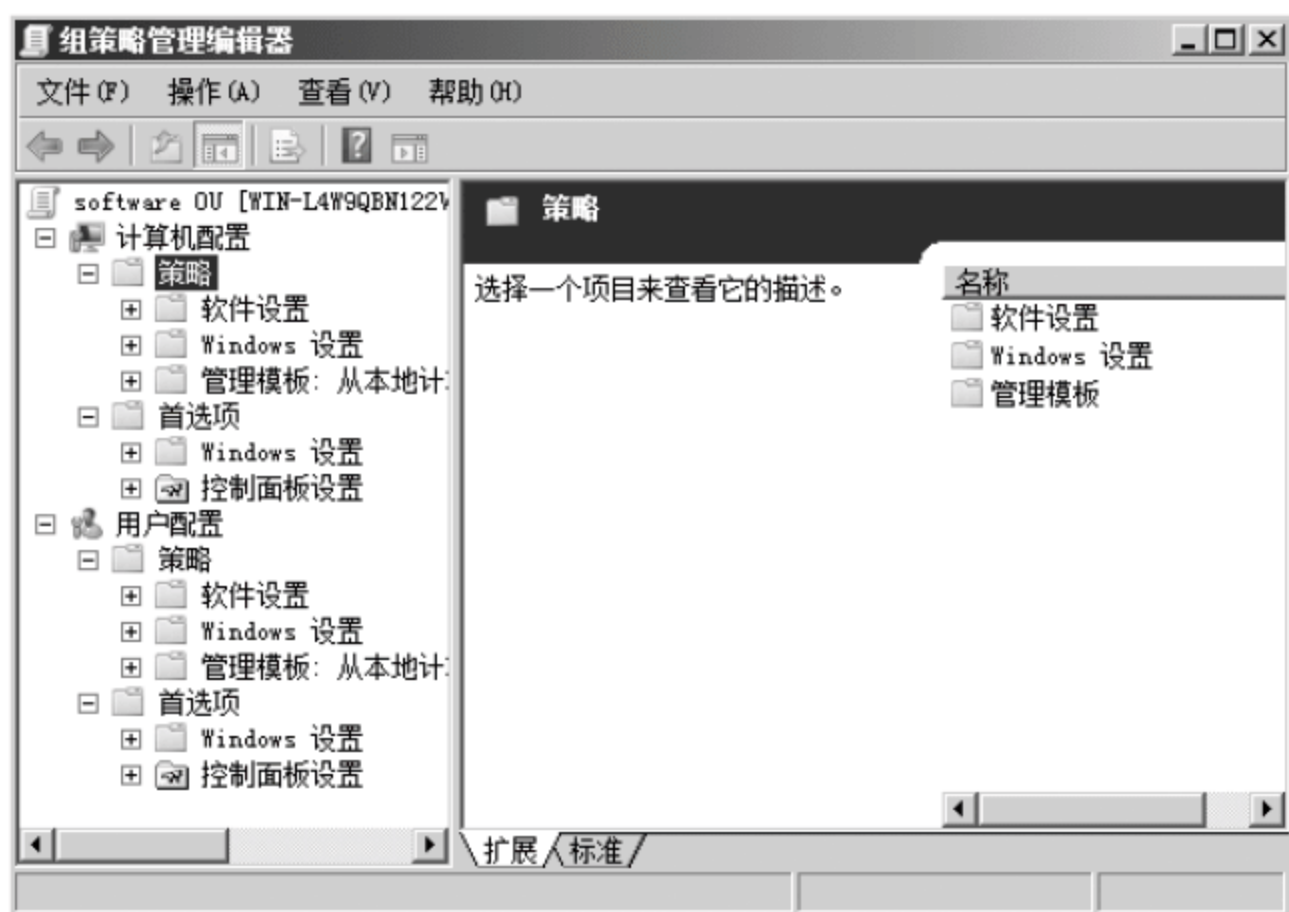 组策略管理编辑器
文件(F) 操作(A) 查看(V) 帮助(H)
software OU [WIN-L4W9QBN122V
计算机配置
策略
软件设置
Windows 设置
管理模板: 从本地计
首选项
Windows 设置
控制面板设置
用户配置
策略
软件设置
Windows 设置
管理模板: 从本地计
首选项
Windows 设置
控制面板设置
策略
选择一个项目来查看它的描述。
名称
软件设置
Windows 设置
管理模板
扩展 标准